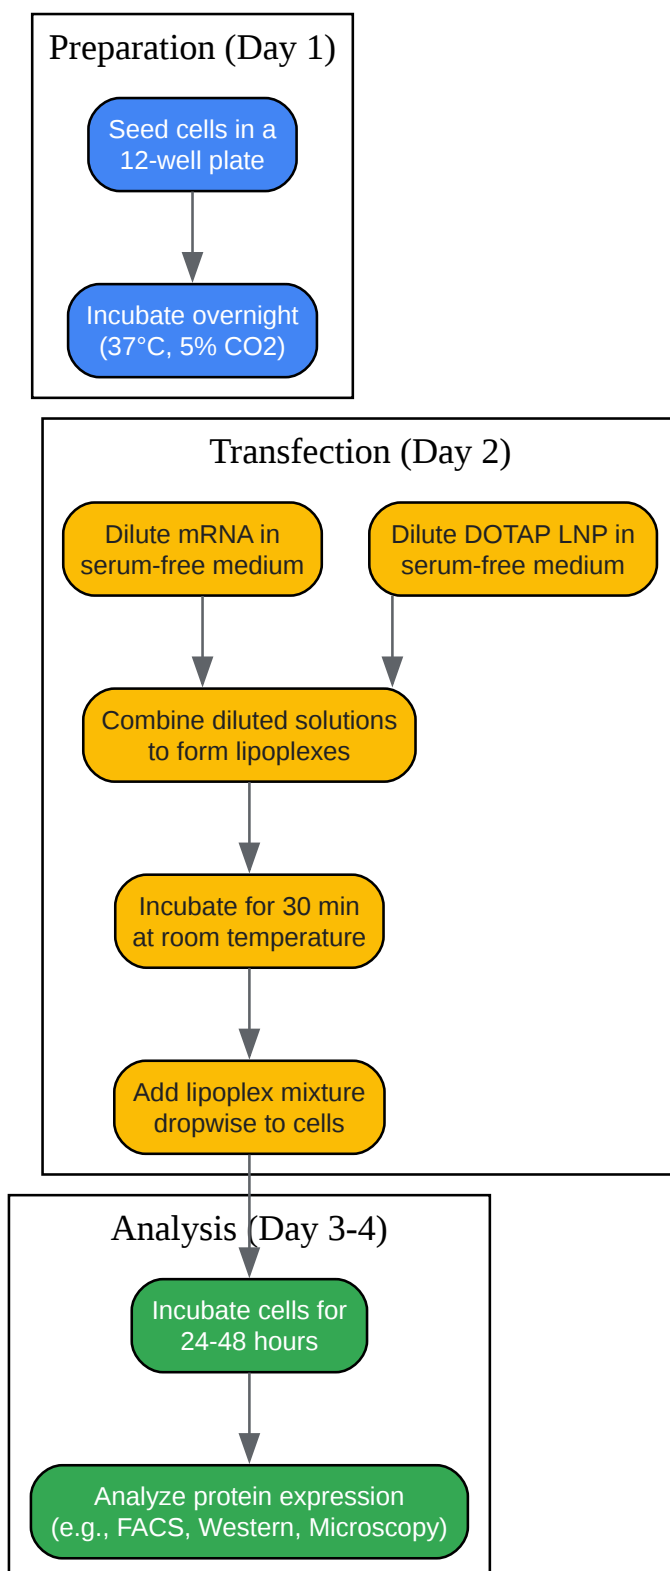 Preparation (Day 1)
Seed cells in a
12-well plate
Incubate overnight
(37°C, 5% CO2)
Transfection (Day 2)
Dilute mRNA in
serum-free medium
Dilute DOTAP LNP in
serum-free medium
Combine diluted solutions
to form lipoplexes
Incubate for 30 min
at room temperature
Add lipoplex mixture
dropwise to cells
Analysis (Day 3-4)
Incubate cells for
24-48 hours
Analyze protein expression
(e.g., FACS, Western, Microscopy)